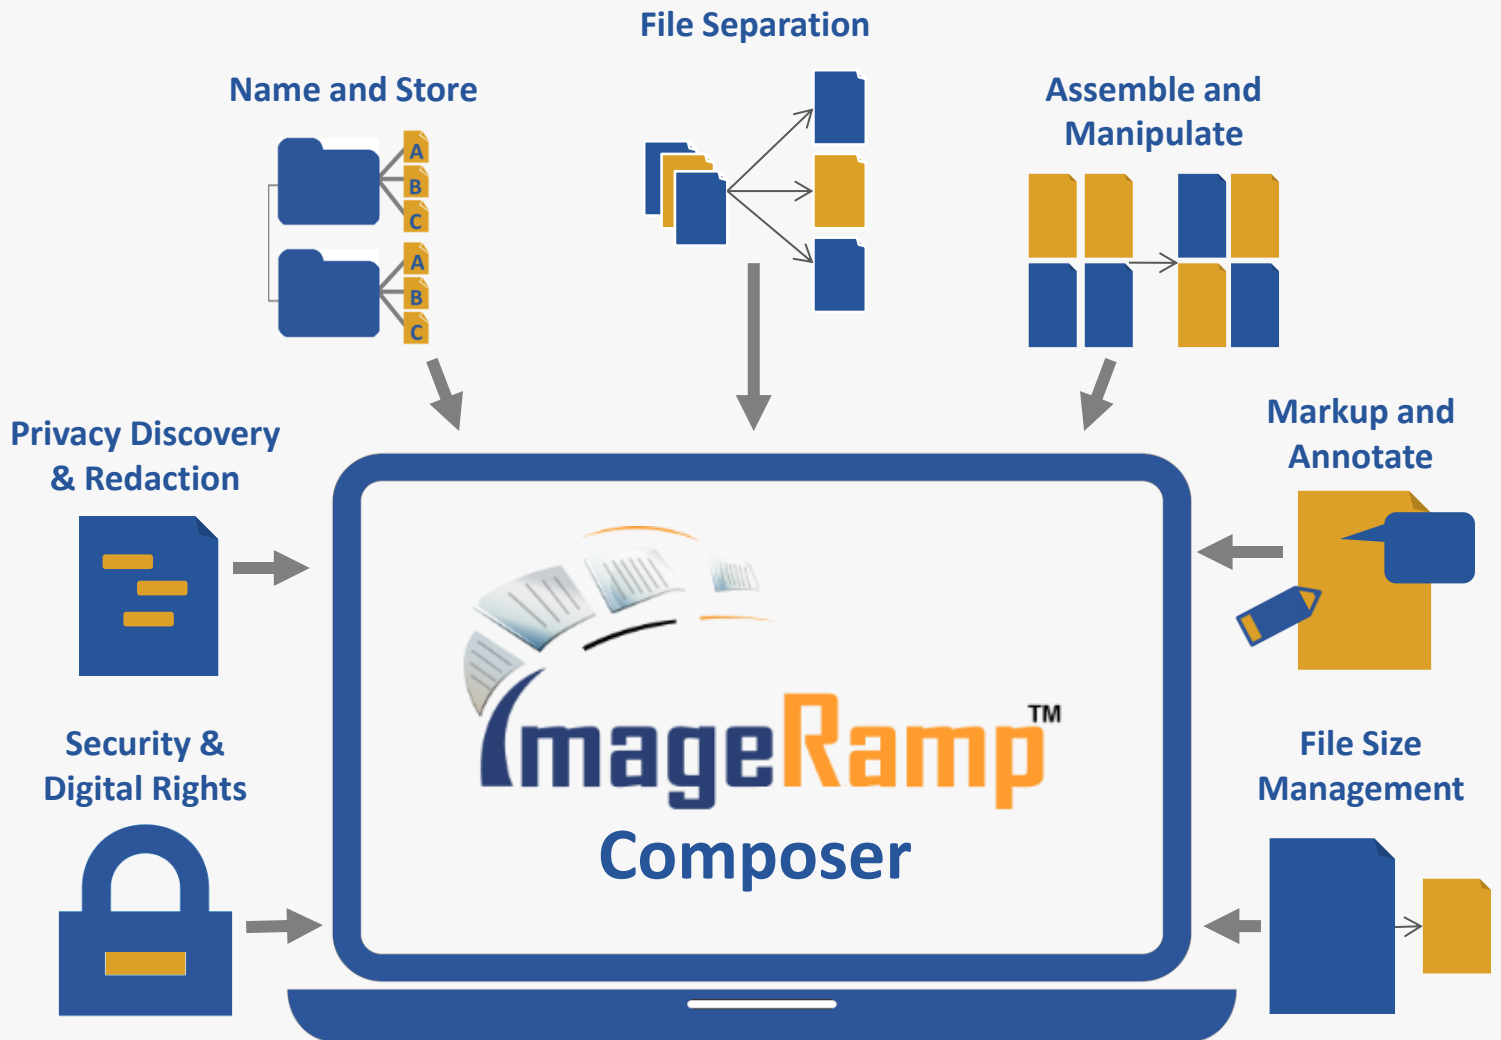 File Separation
Name and Store
Assemble and
Manipulate
A
B
C
A
B
C
Privacy Discovery
& Redaction
Markup and
Annotate
ImageRamp™
Composer
Security &
Digital Rights
File Size
Management